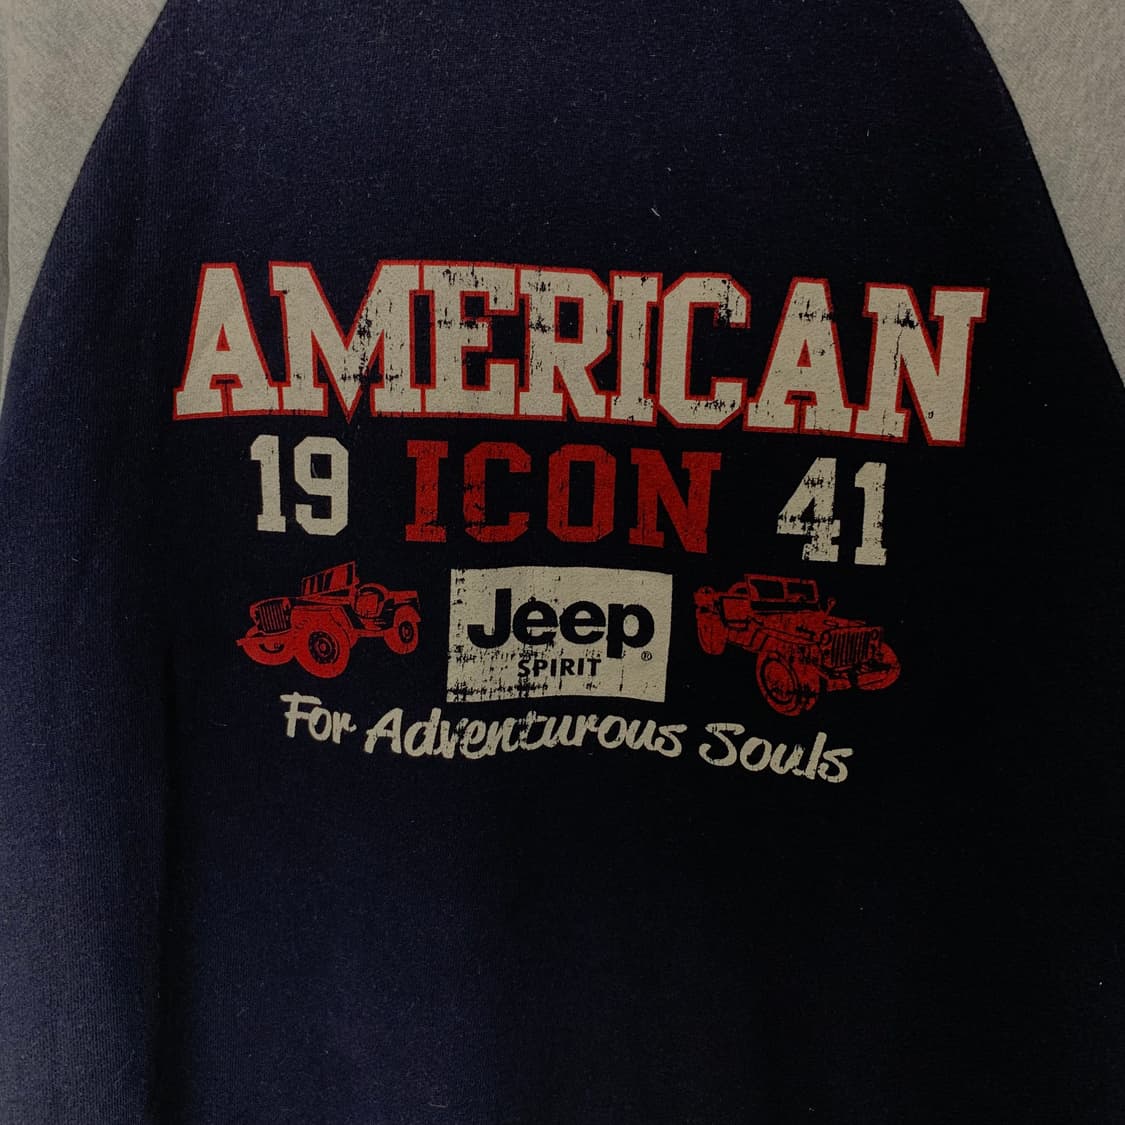 AMERICAN
19 ICON 41
Jeep®
SPIRIT
For Adventurous Souls